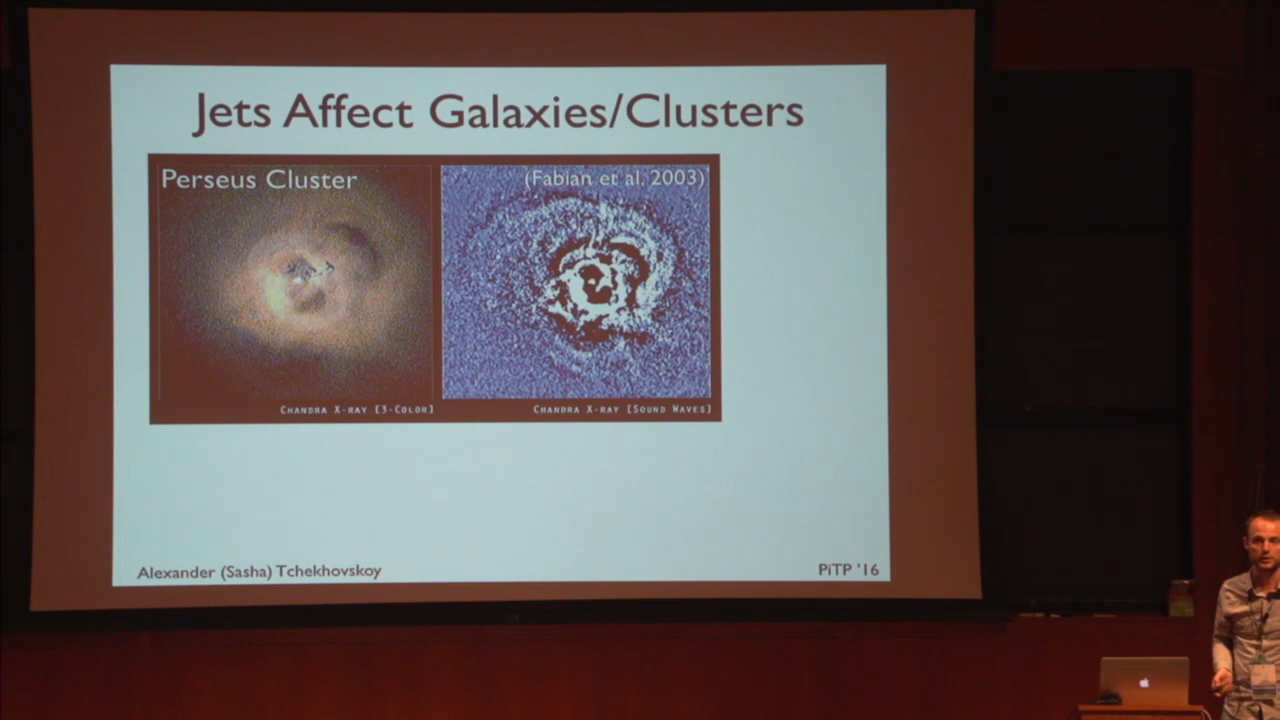 Jets Affect Galaxies/Clusters
Perseus Cluster
(Fabian et al. 2003)
Chandra X-ray [3-Color]
Chandra X-ray [Sound Waves]
Alexander (Sasha) Tchekhovskoy
PiTP '16